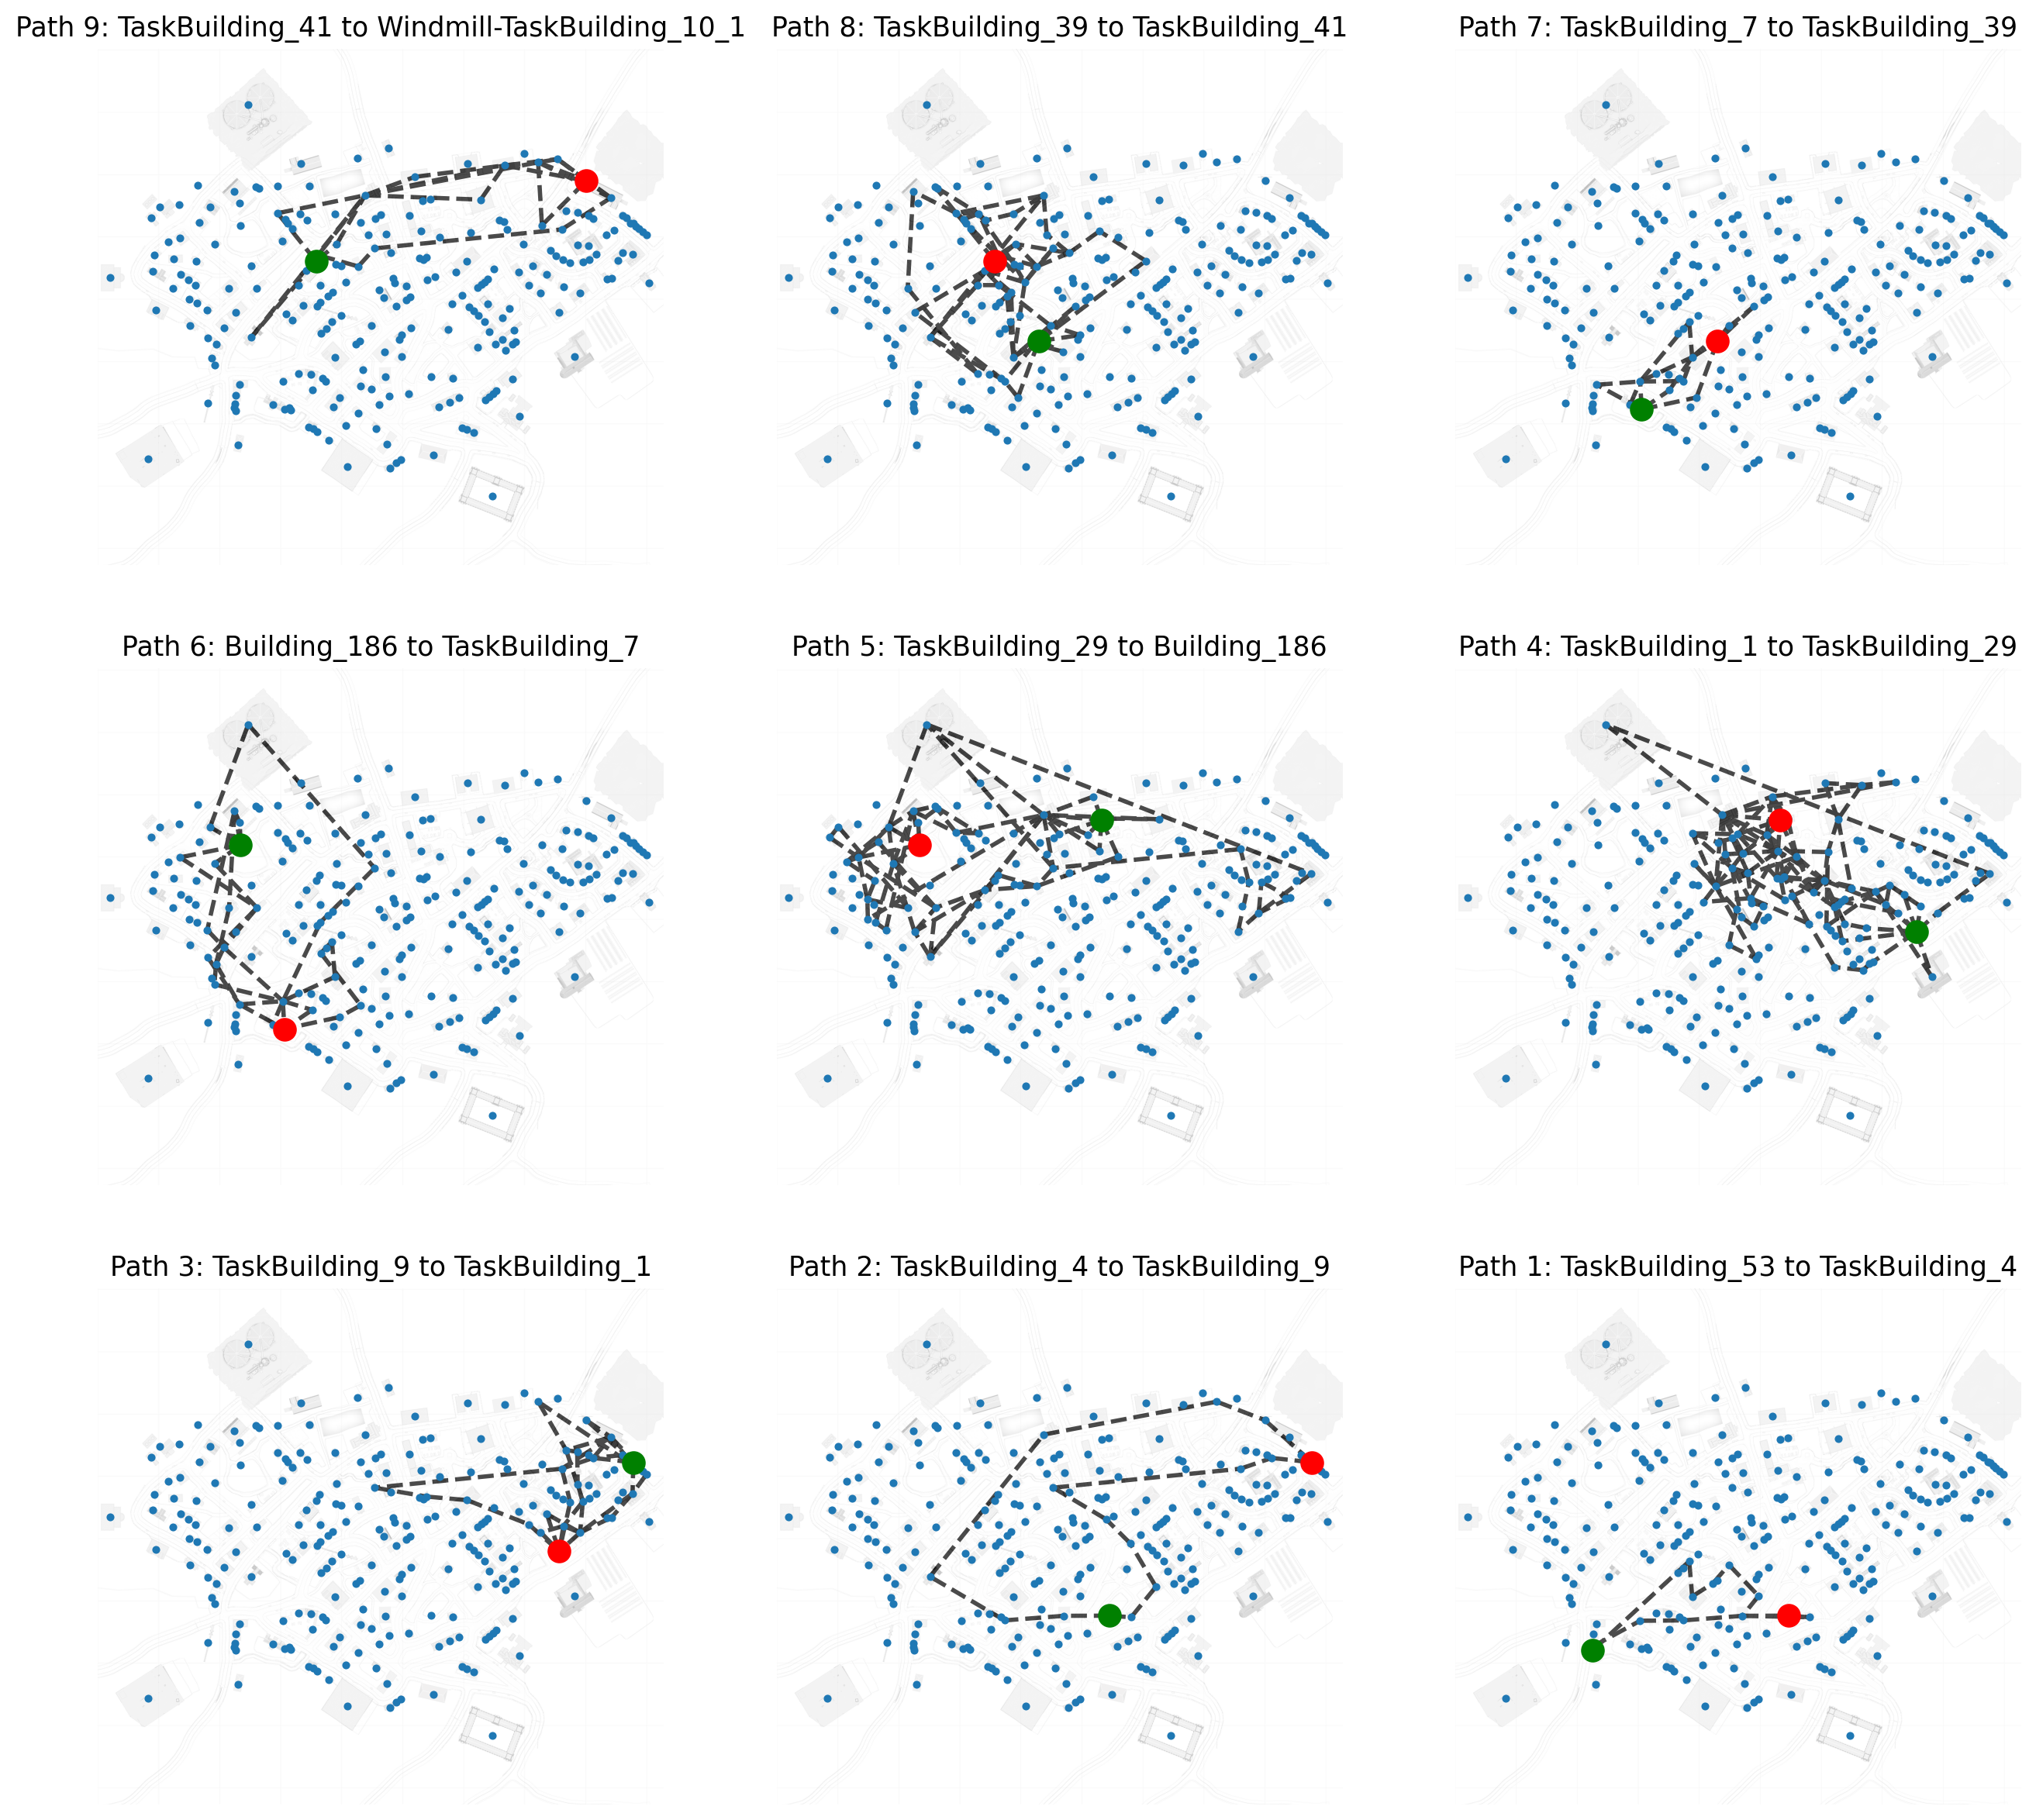 Path 9: TaskBuilding_41 to Windmill-TaskBuilding_10_1
Path 8: TaskBuilding_39 to TaskBuilding_41
Path 7: TaskBuilding_7 to TaskBuilding_39
Path 6: Building_186 to TaskBuilding_7
Path 5: TaskBuilding_29 to Building_186
Path 4: TaskBuilding_1 to TaskBuilding_29
Path 3: TaskBuilding_9 to TaskBuilding_1
Path 2: TaskBuilding_4 to TaskBuilding_9
Path 1: TaskBuilding_53 to TaskBuilding_4